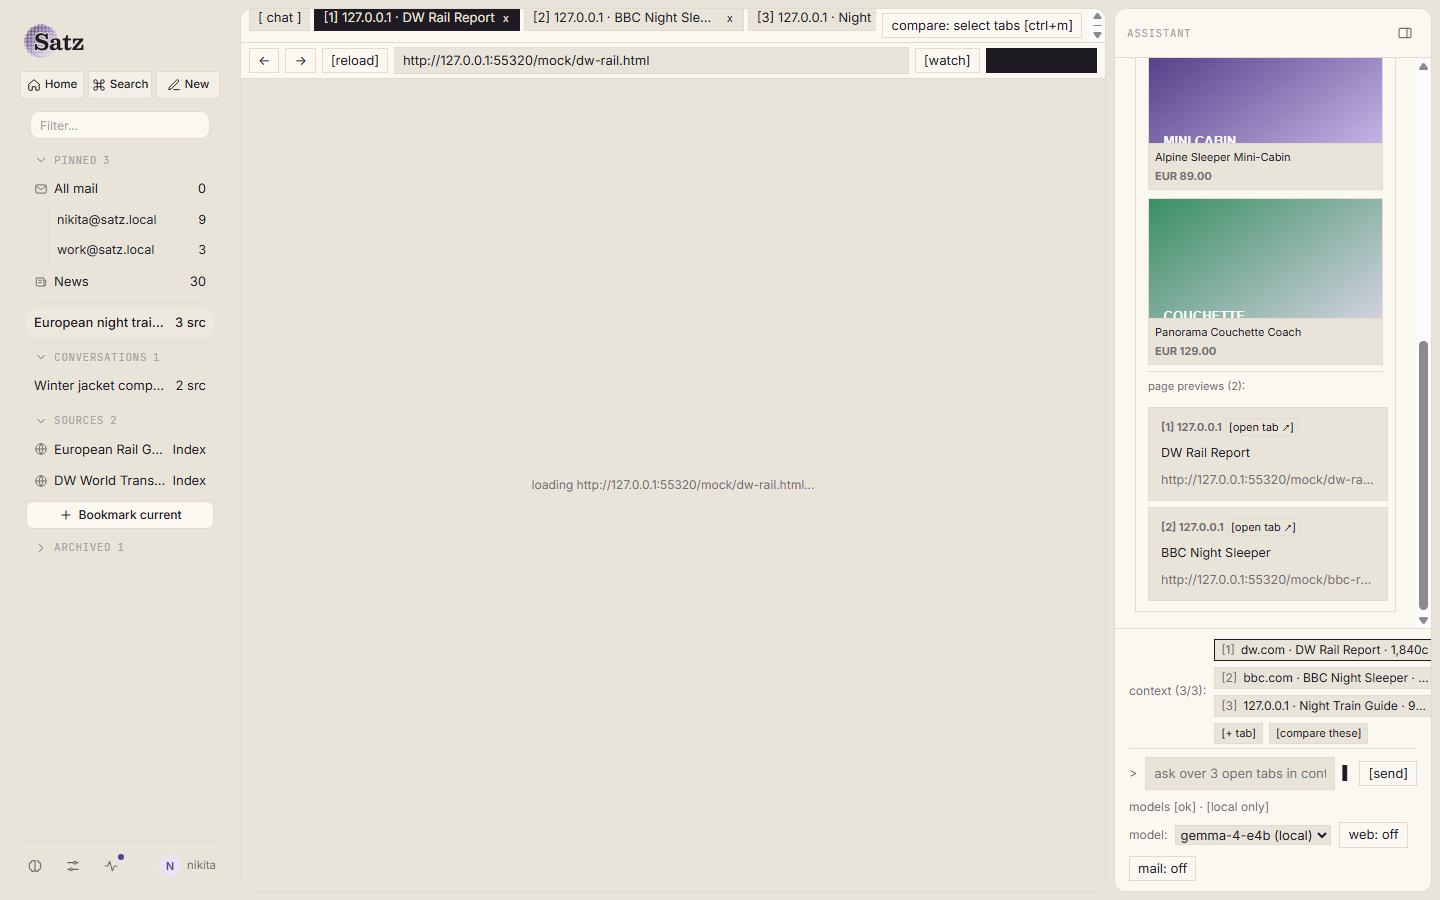 Satz
Home
Search
New
Filter...
PINNED 3
All mail 0
nikita@satz.local 9
work@satz.local 3
News 30
European night trai... 3 src
CONVERSATIONS 1
Winter jacket comp... 2 src
SOURCES 2
European Rail G... Index
DW World Trans... Index
+ Bookmark current
ARCHIVED 1
N nikita
[ chat ]
[1] 127.0.0.1 · DW Rail Report x
[2] 127.0.0.1 · BBC Night Sle... x
[3] 127.0.0.1 · Night
compare: select tabs [ctrl+m]
← → [reload] http://127.0.0.1:55320/mock/dw-rail.html [watch]
loading http://127.0.0.1:55320/mock/dw-rail.html...
ASSISTANT
MINI CABIN
Alpine Sleeper Mini-Cabin
EUR 89.00
COUCHETTE
Panorama Couchette Coach
EUR 129.00
page previews (2):
[1] 127.0.0.1 [open tab ↗]
DW Rail Report
http://127.0.0.1:55320/mock/dw-ra...
[2] 127.0.0.1 [open tab ↗]
BBC Night Sleeper
http://127.0.0.1:55320/mock/bbc-r...
context (3/3):
[1] dw.com · DW Rail Report · 1,840c
[2] bbc.com · BBC Night Sleeper · ...
[3] 127.0.0.1 · Night Train Guide · 9...
[+ tab] [compare these]
> ask over 3 open tabs in cont [send]
models [ok] · [local only]
model: gemma-4-e4b (local) web: off
mail: off